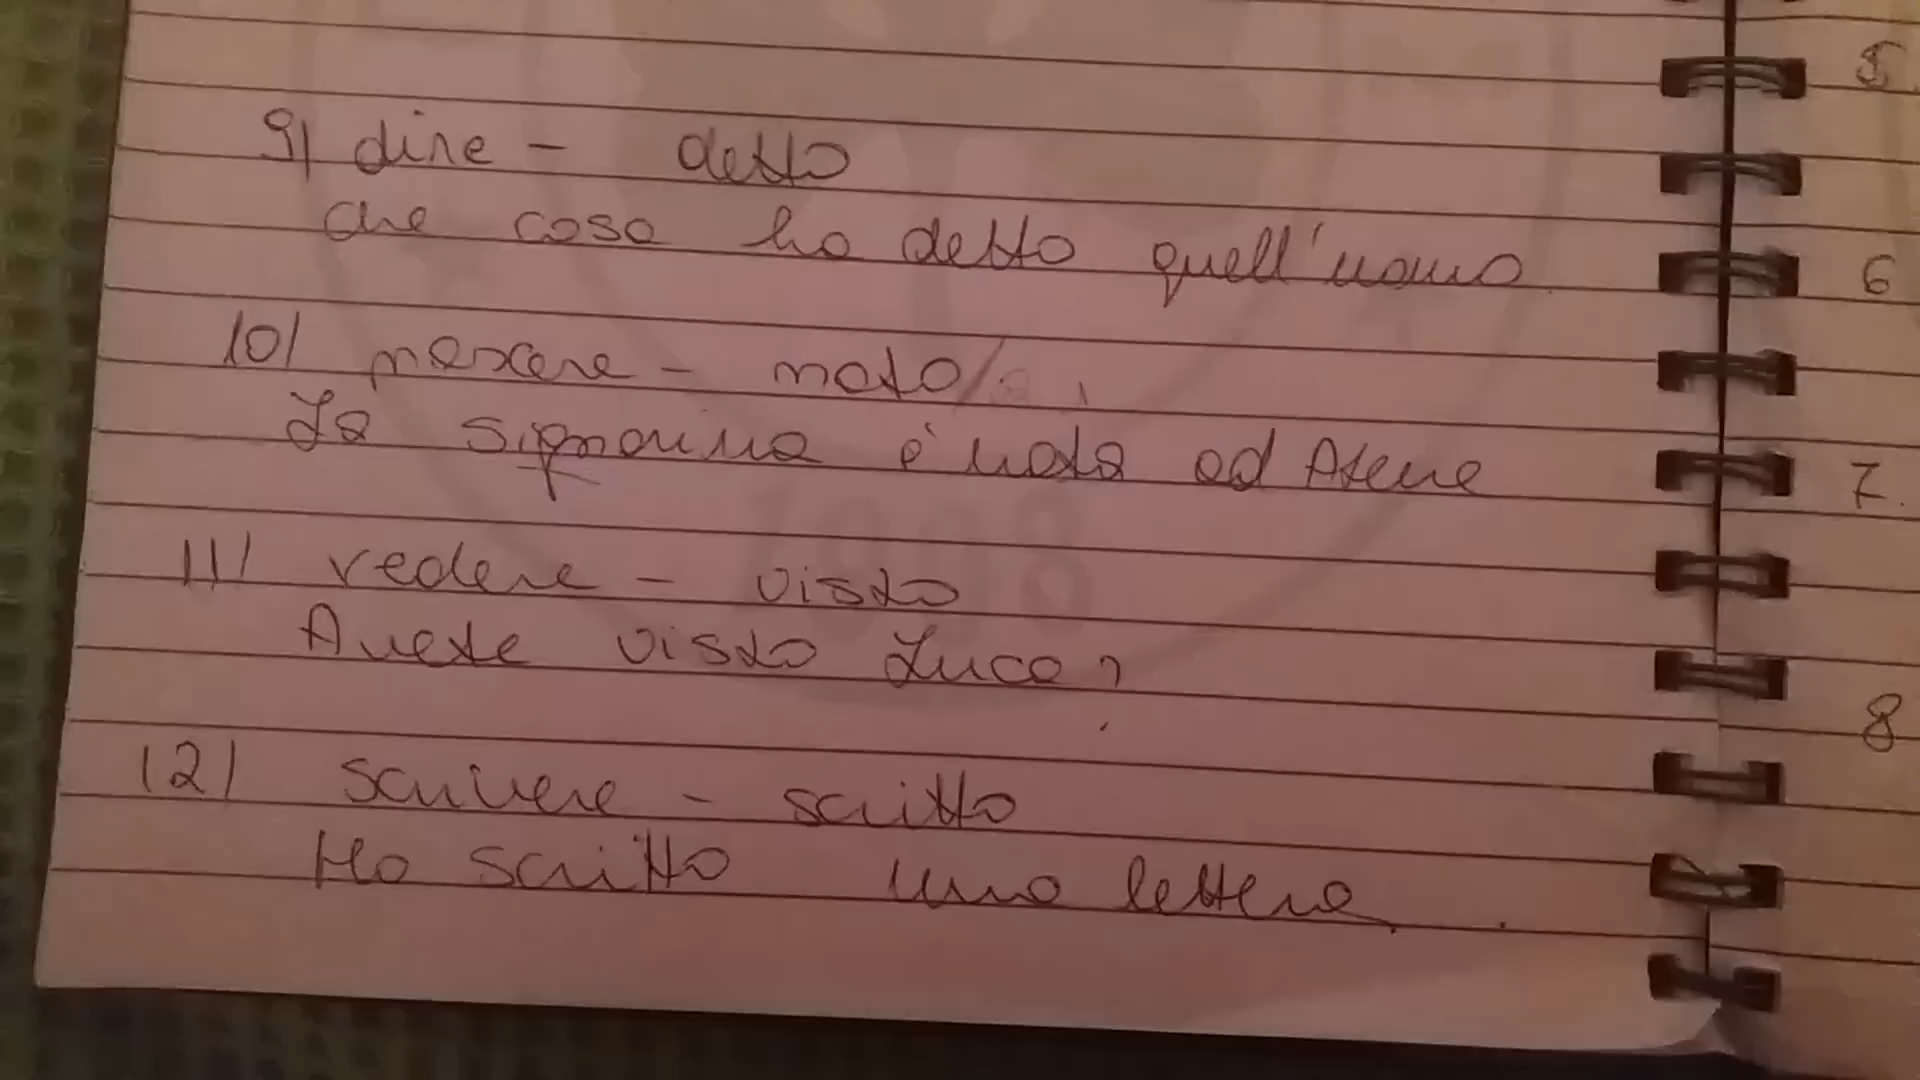 9) dire - detto
che cosa ha detto quell'uomo.
10) nascere - nato/a
La signorina è nata ad Atene
11) vedere - visto
Avete visto Luca?
12) scrivere - scritto
Ho scritto una lettera.
1998
5.
6
7.
8